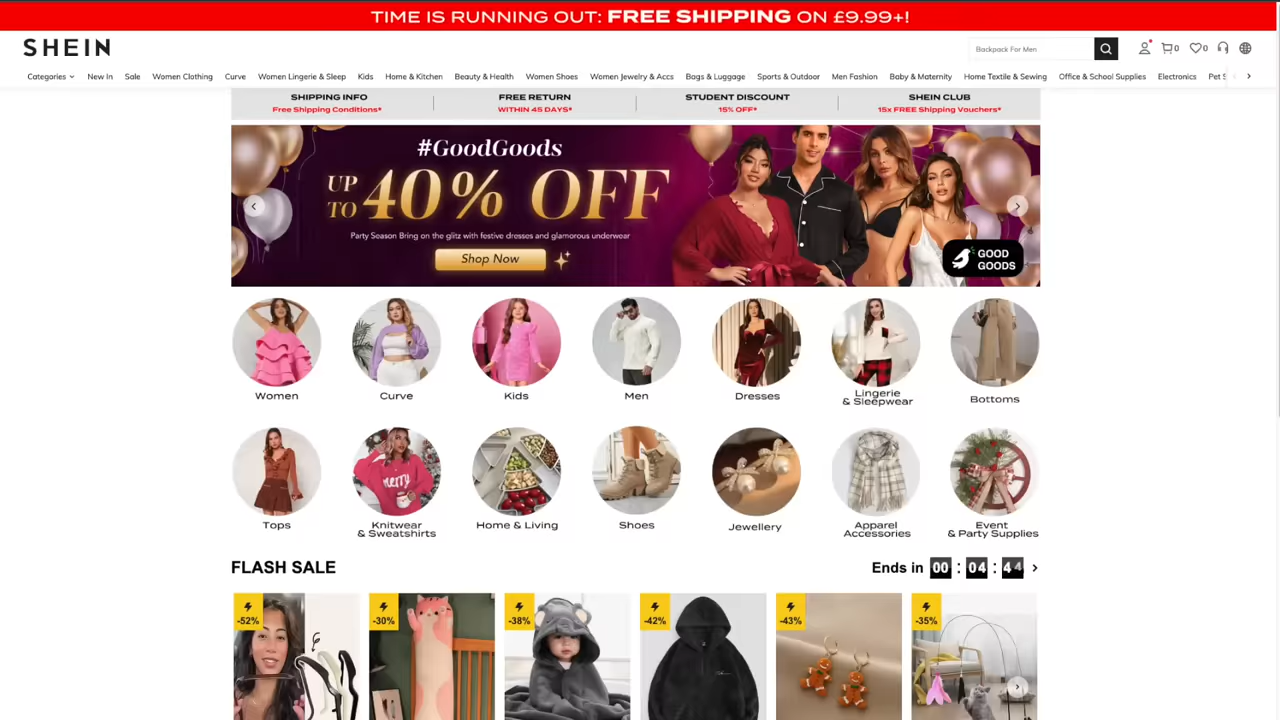 TIME IS RUNNING OUT: FREE SHIPPING ON £9.99+!
SHEIN
Backpack For Men
0
0
Categories
New In
Sale
Women Clothing
Curve
Women Lingerie & Sleep
Kids
Home & Kitchen
Beauty & Health
Women Shoes
Women Jewelry & Accs
Bags & Luggage
Sports & Outdoor
Men Fashion
Baby & Maternity
Home Textile & Sewing
Office & School Supplies
Electronics
Pet S
SHIPPING INFO
Free Shipping Conditions*
FREE RETURN
WITHIN 45 DAYS*
STUDENT DISCOUNT
15% OFF*
SHEIN CLUB
15x FREE Shipping Vouchers*
#GoodGoods
UP TO 40% OFF
Party Season Bring on the glitz with festive dresses and glamorous underwear
Shop Now
GOOD
GOODS
Women
Curve
Kids
Men
Dresses
Lingerie
& Sleepwear
Bottoms
merry
Tops
Knitwear
& Sweatshirts
Home & Living
Shoes
Jewellery
Apparel
Accessories
Event
& Party Supplies
FLASH SALE
Ends in 00 : 04 : 44
-52%
-30%
-38%
-42%
-43%
-35%